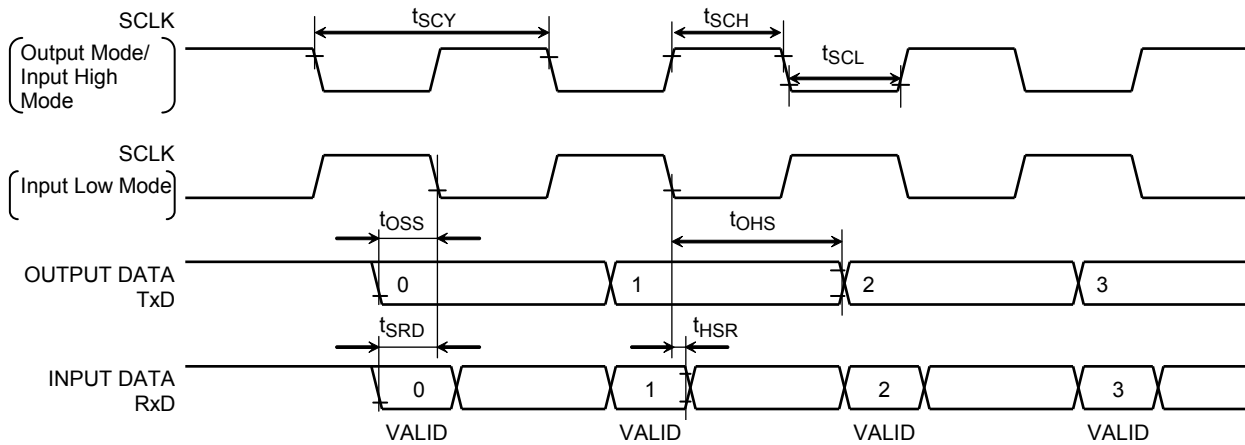 SCLK
Output Mode/
Input High
Mode
tSCY
tSCH
tSCL
SCLK
Input Low Mode
tOSS
tOHS
OUTPUT DATA
TxD
0
1
2
3
tSRD
tHSR
INPUT DATA
RxD
0
1
2
3
VALID
VALID
VALID
VALID